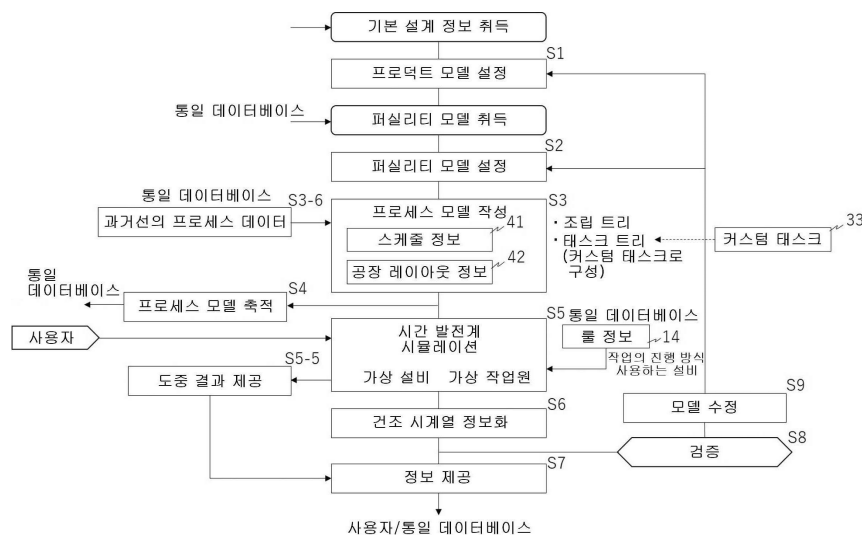 기본 설계 정보 취득
S1
프로덕트 모델 설정
통일 데이터베이스
퍼실리티 모델 취득
S2
퍼실리티 모델 설정
통일 데이터베이스
S3-6
과거선의 프로세스 데이터
S3
프로세스 모델 작성
41
스케줄 정보
42
공장 레이아웃 정보
· 조립 트리
· 태스크 트리
(커스텀 태스크로
구성)
33
커스텀 태스크
통일
데이터베이스
S4
프로세스 모델 축적
사용자
S5
시간 발전계
시뮬레이션
가상 설비 가상 작업원
통일 데이터베이스
룰 정보
14
작업의 진행 방식
사용하는 설비
S5-5
도중 결과 제공
S6
건조 시계열 정보화
S9
모델 수정
S8
검증
S7
정보 제공
사용자/통일 데이터베이스